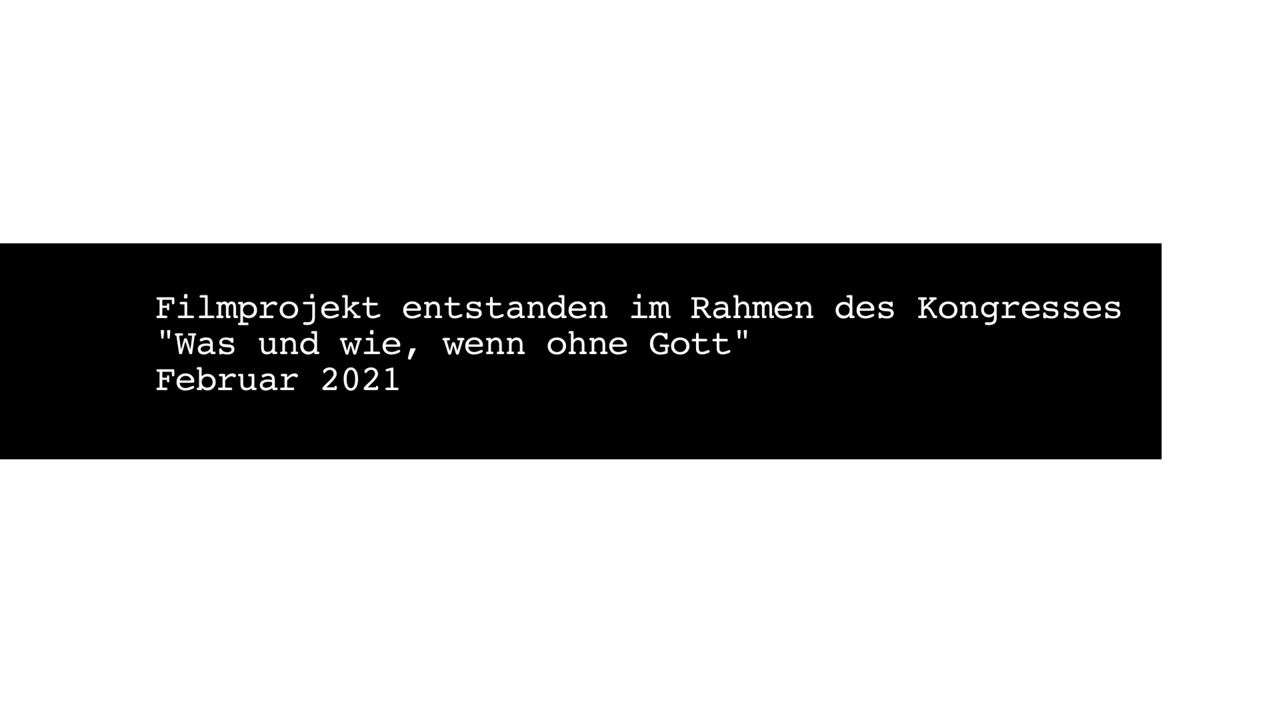 Filmprojekt entstanden im Rahmen des Kongresses
"Was und wie, wenn ohne Gott"
Februar 2021